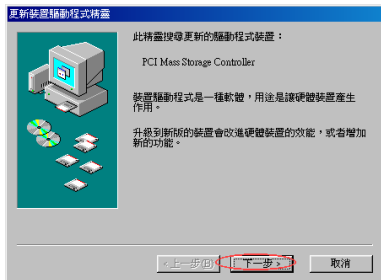 更新裝置驅動程式精靈
此精靈搜尋更新的驅動程式裝置：
PCI Mass Storage Controller
裝置驅動程式是一種軟體，用途是讓硬體裝置產生
作用。
升級到新版的裝置會改進硬體裝置的效能，或者增加
新的功能。
<上一步(B) 下一步> 取消